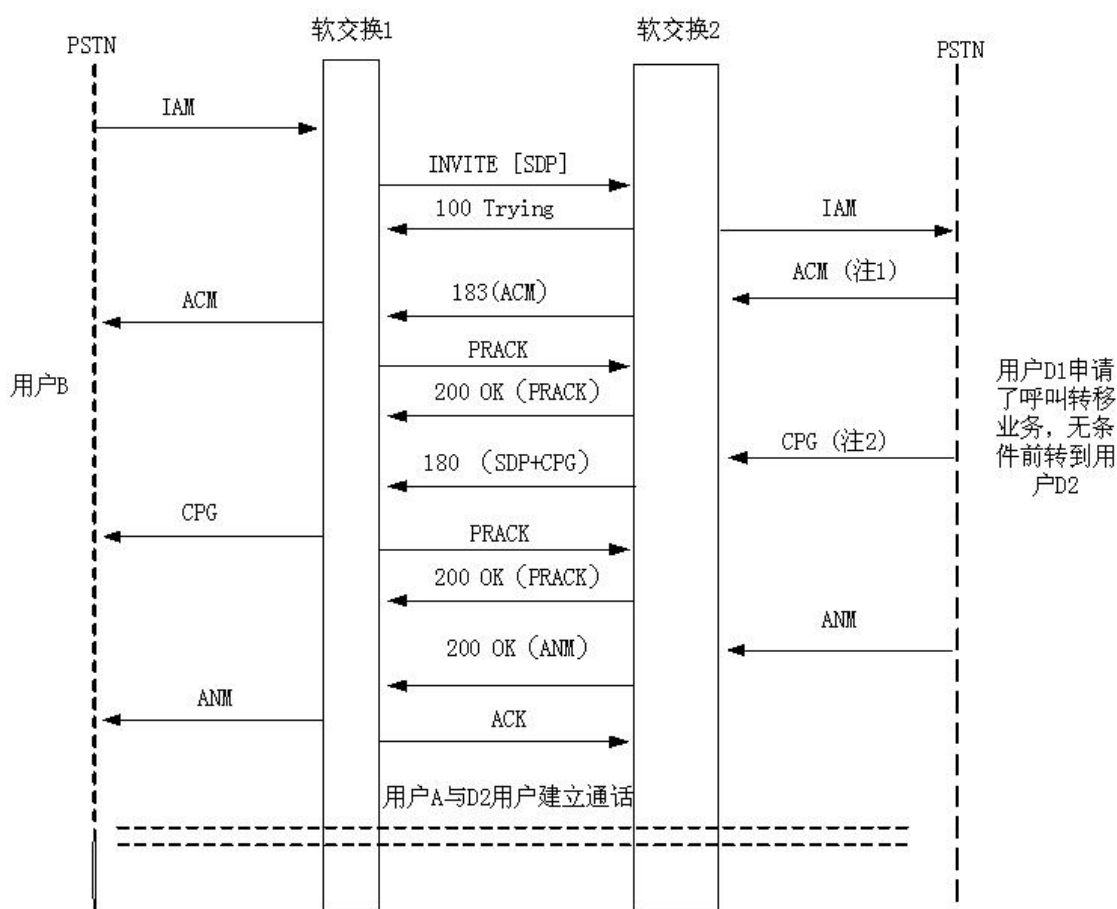 软交换1
软交换2
PSTN
PSTN
IAM
INVITE [SDP]
100 Trying
IAM
ACM (注1)
183(ACM)
ACM
PRACK
用户B
200 OK (PRACK)
用户D1申请
了呼叫转移
业务，无条
件前转到用
户D2
CPG (注2)
180 (SDP+CPG)
CPG
PRACK
200 OK (PRACK)
ANM
200 OK (ANM)
ANM
ACK
用户A与D2用户建立通话